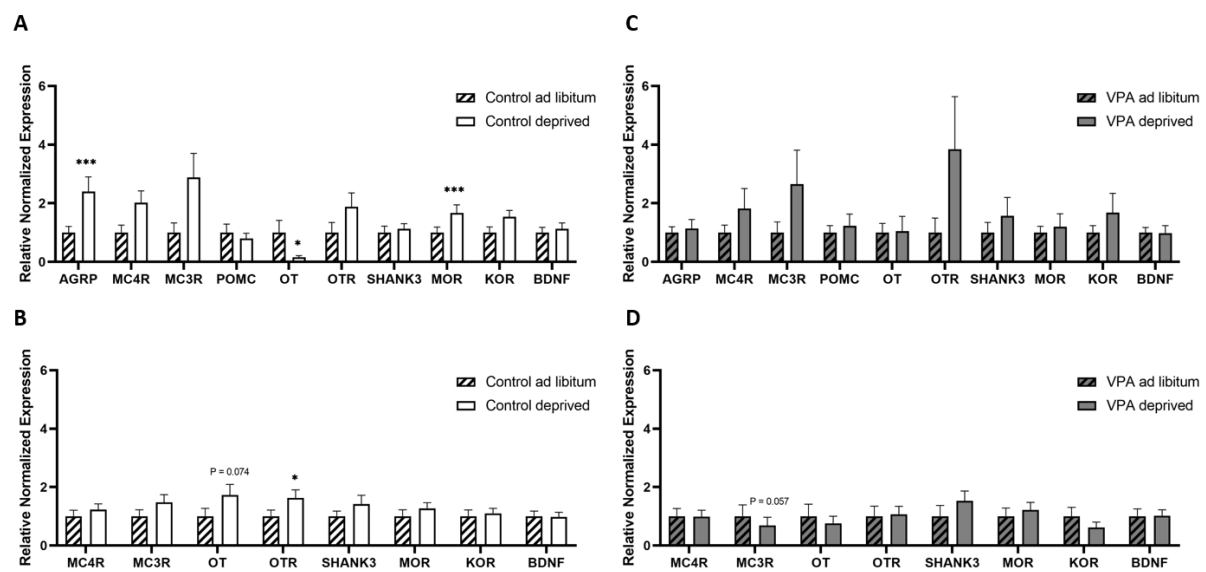 A
Relative Normalized Expression
6
4
2
0
Control ad libitum
Control deprived
***
*
***
AGRP MC4R MC3R POMC OT OTR SHANK3 MOR KOR BDNF
C
Relative Normalized Expression
6
4
2
0
VPA ad libitum
VPA deprived
AGRP MC4R MC3R POMC OT OTR SHANK3 MOR KOR BDNF
B
Relative Normalized Expression
6
4
2
0
Control ad libitum
Control deprived
P = 0.074
*
MC4R MC3R OT OTR SHANK3 MOR KOR BDNF
D
Relative Normalized Expression
6
4
2
0
VPA ad libitum
VPA deprived
P = 0.057
MC4R MC3R OT OTR SHANK3 MOR KOR BDNF